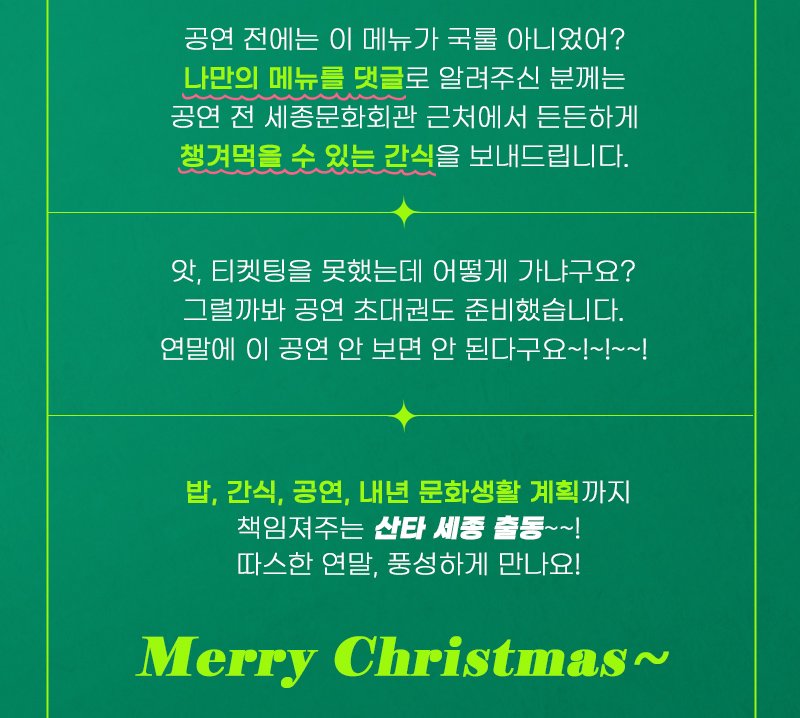 공연 전에는 이 메뉴가 국룰 아니었어?
나만의 메뉴를 댓글로 알려주신 분께는
공연 전 세종문화회관 근처에서 든든하게
챙겨먹을 수 있는 간식을 보내드립니다.
앗, 티켓팅을 못했는데 어떻게 가냐구요?
그럴까봐 공연 초대권도 준비했습니다.
연말에 이 공연 안 보면 안 된다구요~!~!~~!
밥, 간식, 공연, 내년 문화생활 계획까지
책임져주는 산타 세종 출동~~!
따스한 연말, 풍성하게 만나요!
Merry Christmas~